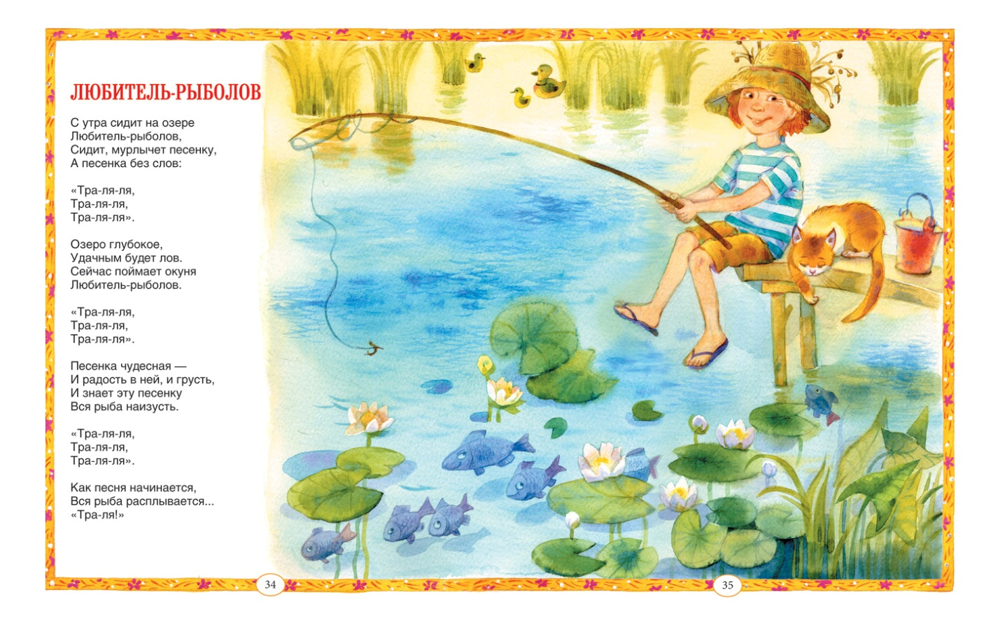 ЛЮБИТЕЛЬ-РЫБОЛОВ
С утра сидит на озере
Любитель-рыболов,
Сидит, мурлычет песенку,
А песенка без слов:
«Тра-ля-ля,
Тра-ля-ля,
Тра-ля-ля».
Озеро глубокое,
Удачным будет лов.
Сейчас поймает окуня
Любитель-рыболов.
«Тра-ля-ля,
Тра-ля-ля,
Тра-ля-ля».
Песенка чудесная —
И радость в ней, и грусть,
И знает эту песенку
Вся рыба наизусть.
«Тра-ля-ля,
Тра-ля-ля,
Тра-ля-ля».
Как песня начинается,
Вся рыба расплывается...
«Тра-ля!»
34
35